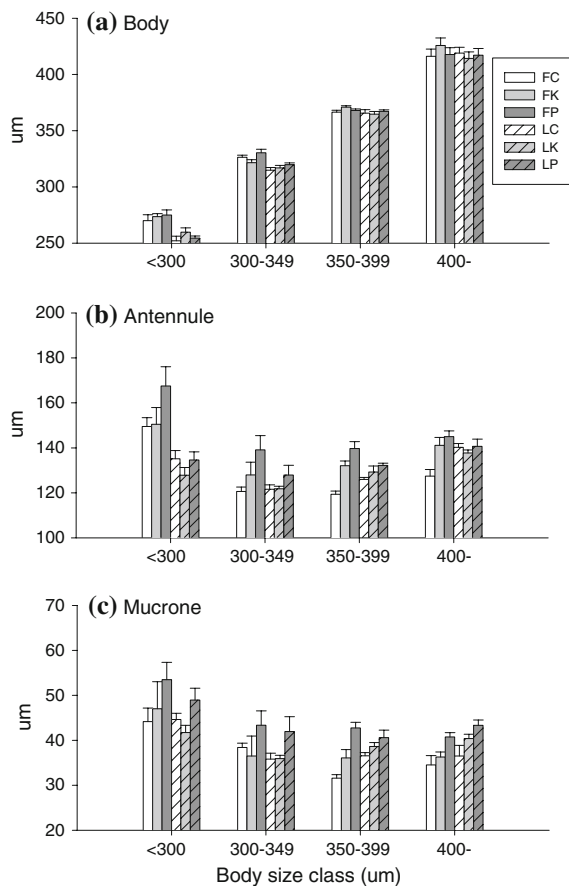 (a) Body
um
450
400
350
300
250
<300 300-349 350-399 400-
FC
FK
FP
LC
LK
LP
(b) Antennule
um
200
180
160
140
120
100
<300 300-349 350-399 400-
(c) Mucrone
um
70
60
50
40
30
20
<300 300-349 350-399 400-
Body size class (um)